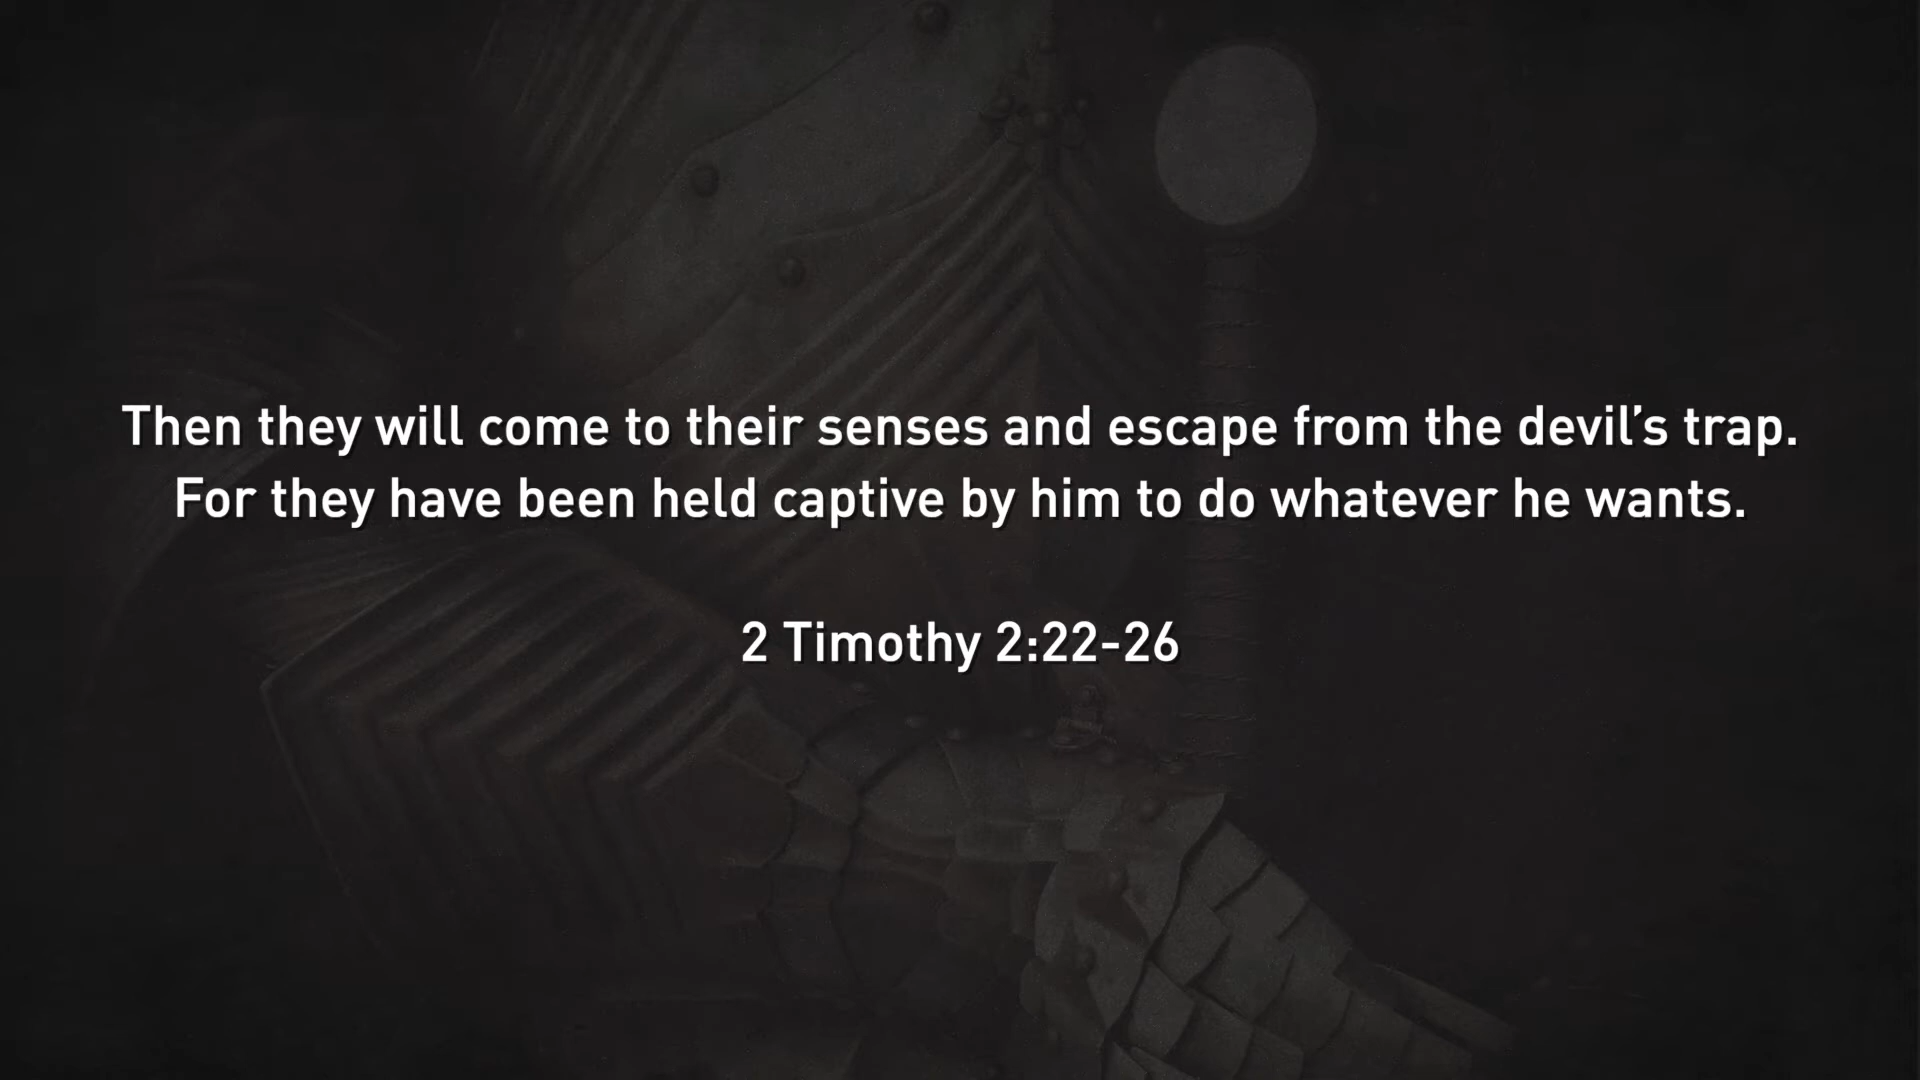 Then they will come to their senses and escape from the devil’s trap.
For they have been held captive by him to do whatever he wants.
2 Timothy 2:22-26